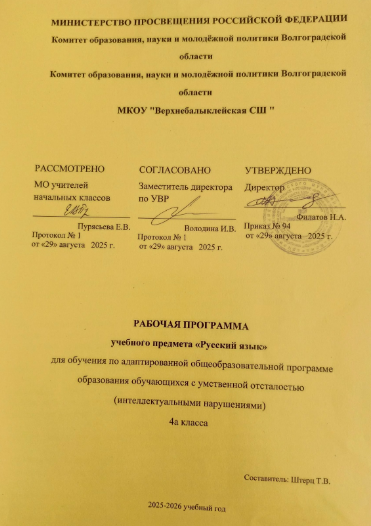 МИНИСТЕРСТВО ПРОСВЕЩЕНИЯ РОССИЙСКОЙ ФЕДЕРАЦИИ
Комитет образования, науки и молодёжной политики Волгоградской
области
Комитет образования, науки и молодёжной политики Волгоградской
области
МКОУ "Верхнебалыклейская СШ "
РАССМОТРЕНО
МО учителей
начальных классов
Пурясьева Е.В.
Протокол № 1
от «29» августа 2025 г.
СОГЛАСОВАНО
Заместитель директора
по УВР
Володина И.В.
Протокол № 1
от «29» августа 2025 г.
УТВЕРЖДЕНО
Директор
Филатов Н.А.
Приказ № 94
от «29» августа 2025 г.
РАБОЧАЯ ПРОГРАММА
учебного предмета «Русский язык»
для обучения по адаптированной общеобразовательной программе
образования обучающихся с умственной отсталостью
(интеллектуальными нарушениями)
4а класса
Составитель: Штерц Т.В.
2025-2026 учебный год